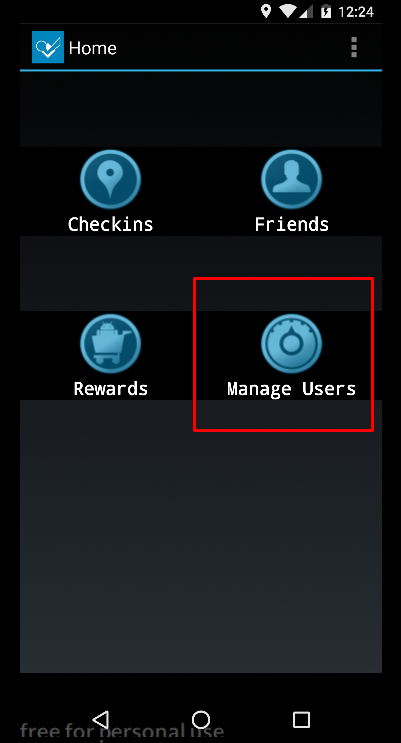 12:24
Home
Checkins
Friends
Rewards
Manage Users
free for personal use